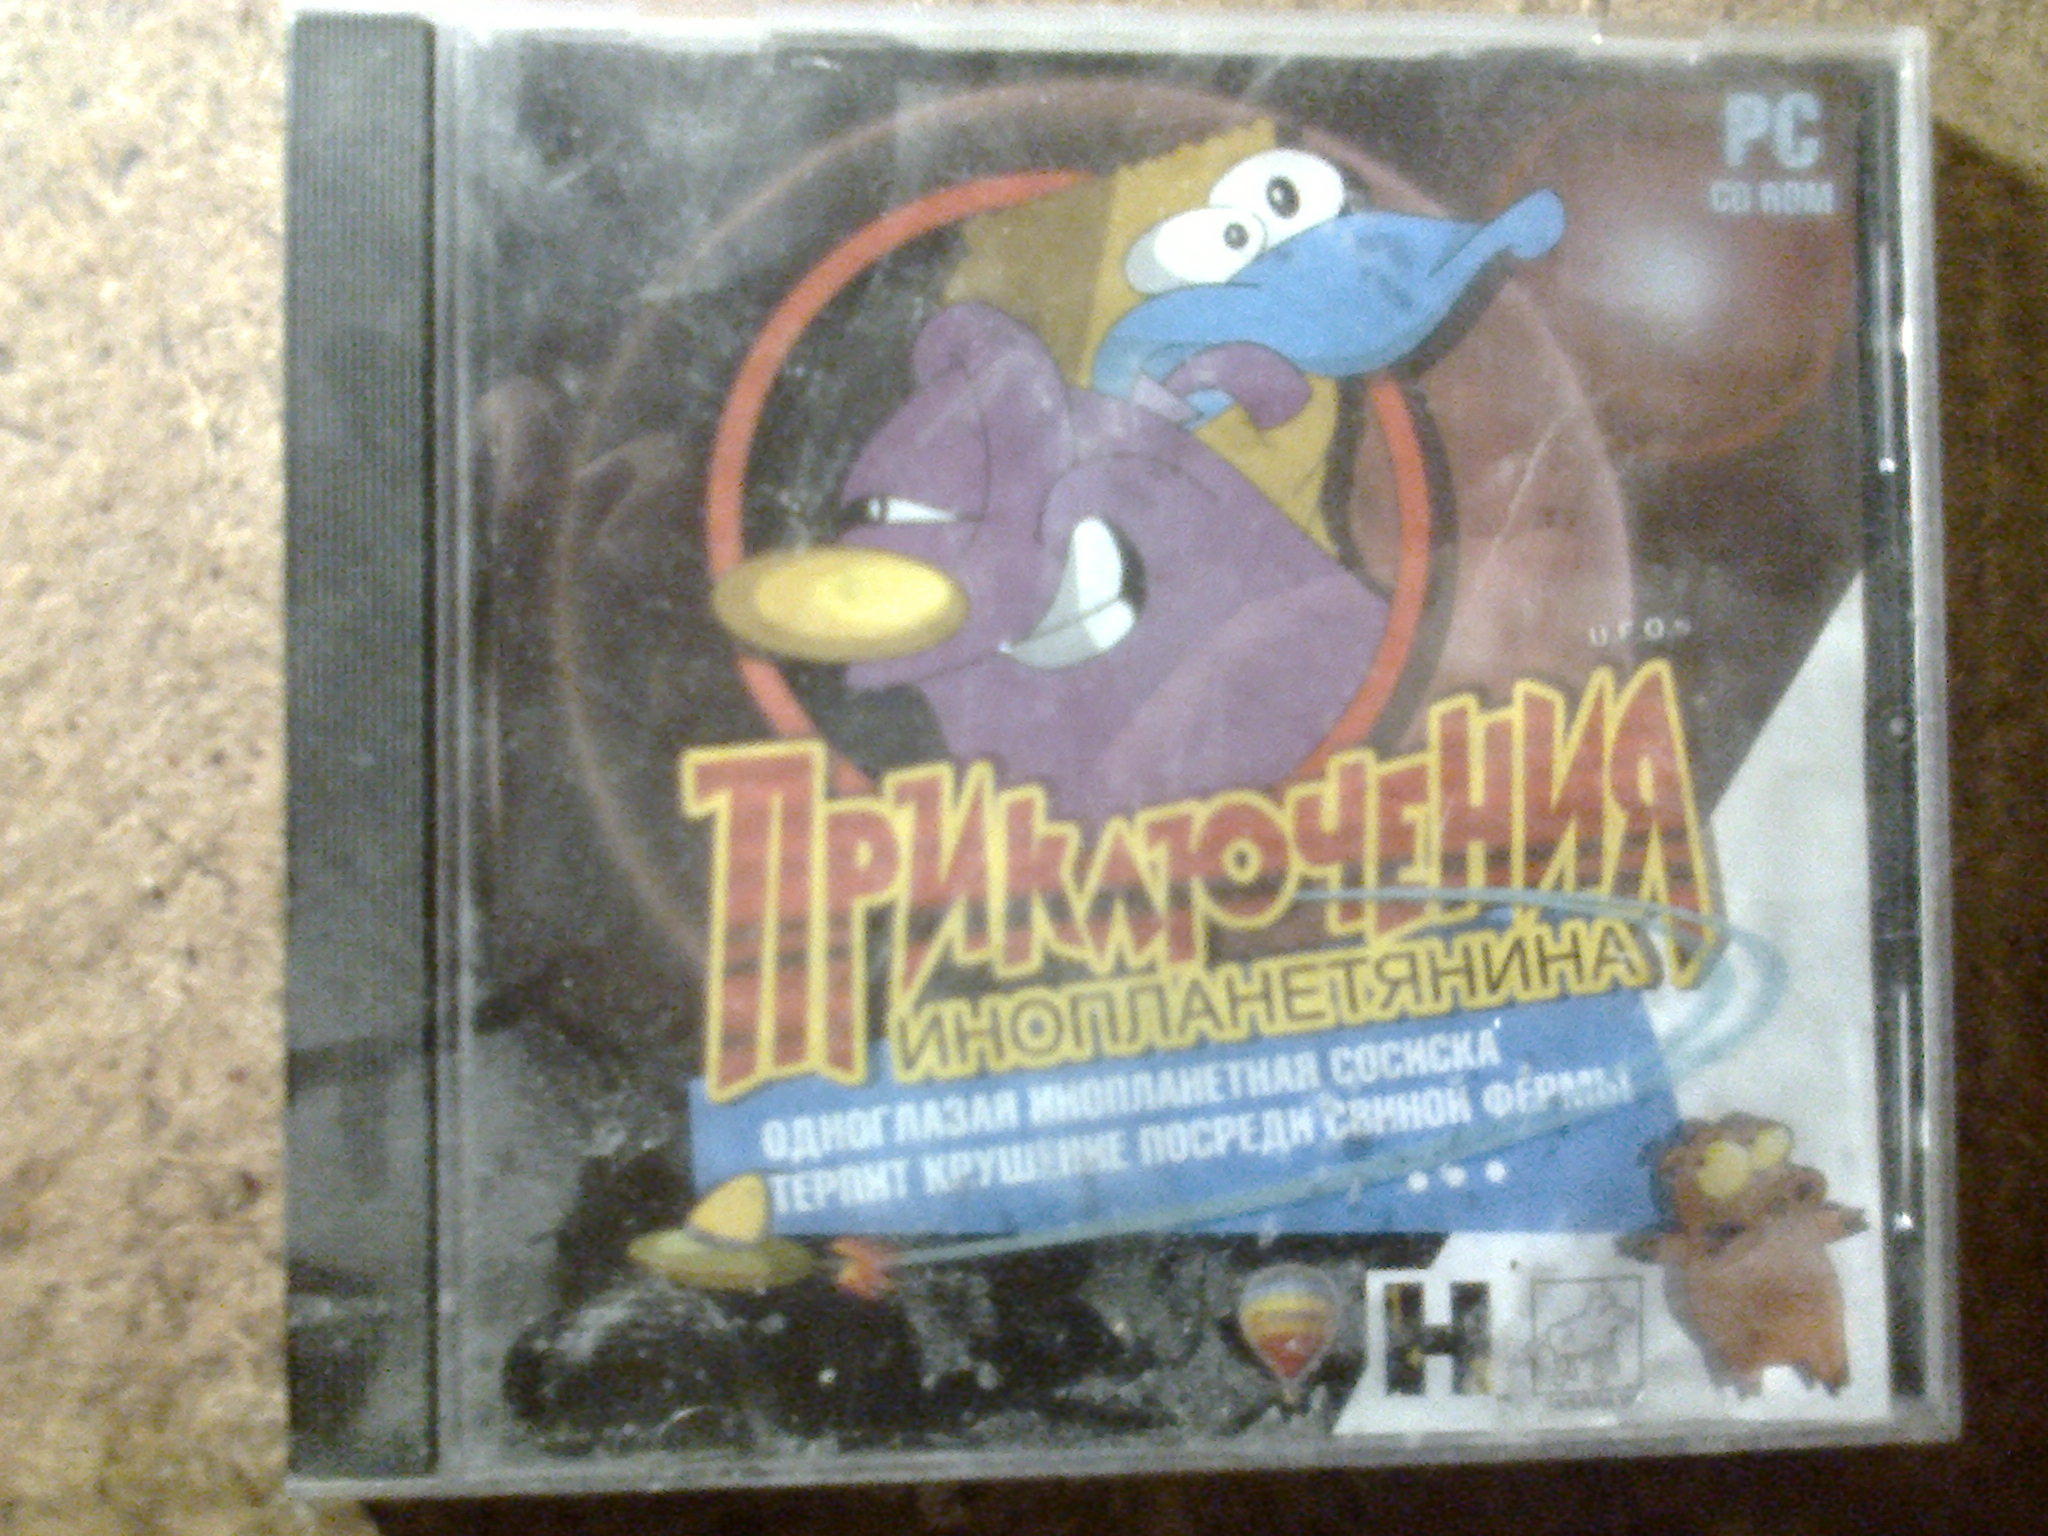 PC
CD-ROM
U.F.O.s
ПРИКЛЮЧЕНИЯ
ИНОПЛАНЕТЯНИНА
ОДНОГЛАЗАЯ ИНОПЛАНЕТНАЯ СОСИСКА
ТЕРПИТ КРУШЕНИЕ ПОСРЕДИ СВИНОЙ ФЕРМЫ
...
H